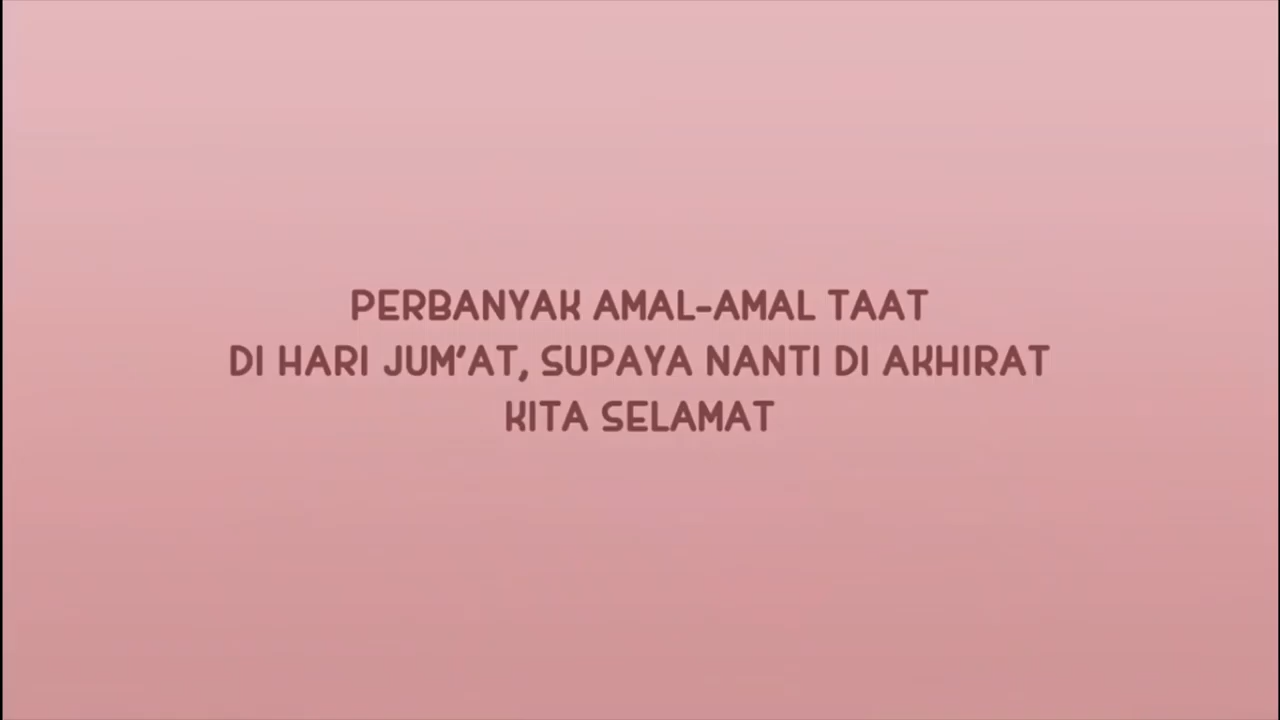 PERBANYAK AMAL-AMAL TAAT
DI HARI JUM'AT, SUPAYA NANTI DI AKHIRAT
KITA SELAMAT